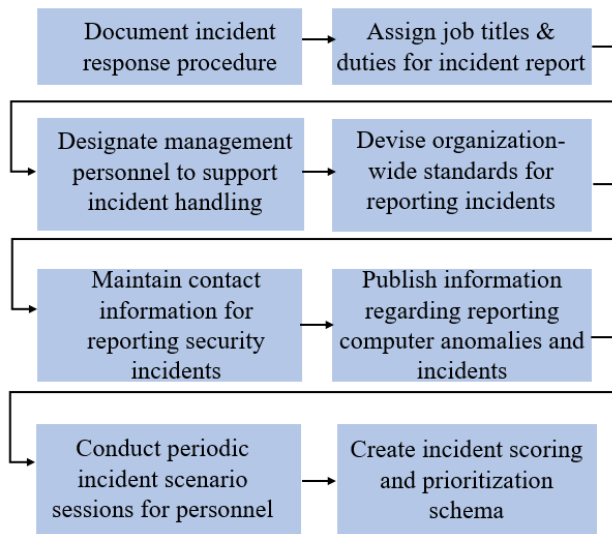 Document incident
response procedure
Assign job titles &
duties for incident report
Designate management
personnel to support
incident handling
Devise organization-
wide standards for
reporting incidents
Maintain contact
information for
reporting security
incidents
Publish information
regarding reporting
computer anomalies and
incidents
Conduct periodic
incident scenario
sessions for personnel
Create incident scoring
and prioritization
schema